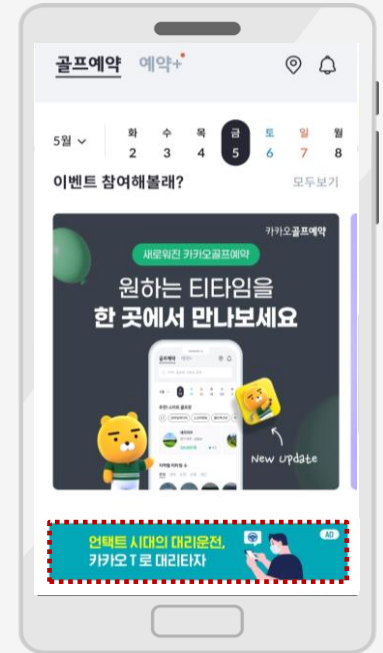 골프예약 예약+
5월
화 수 목 금 토 일 월
2 3 4 5 6 7 8
이벤트 참여해볼래? 모두보기
카카오골프예약
새로워진 카카오골프예약
원하는 티타임을
한 곳에서 만나보세요
골프예약
New Update
언택트 시대의 대리운전,
카카오 T 로 대리타자
AD